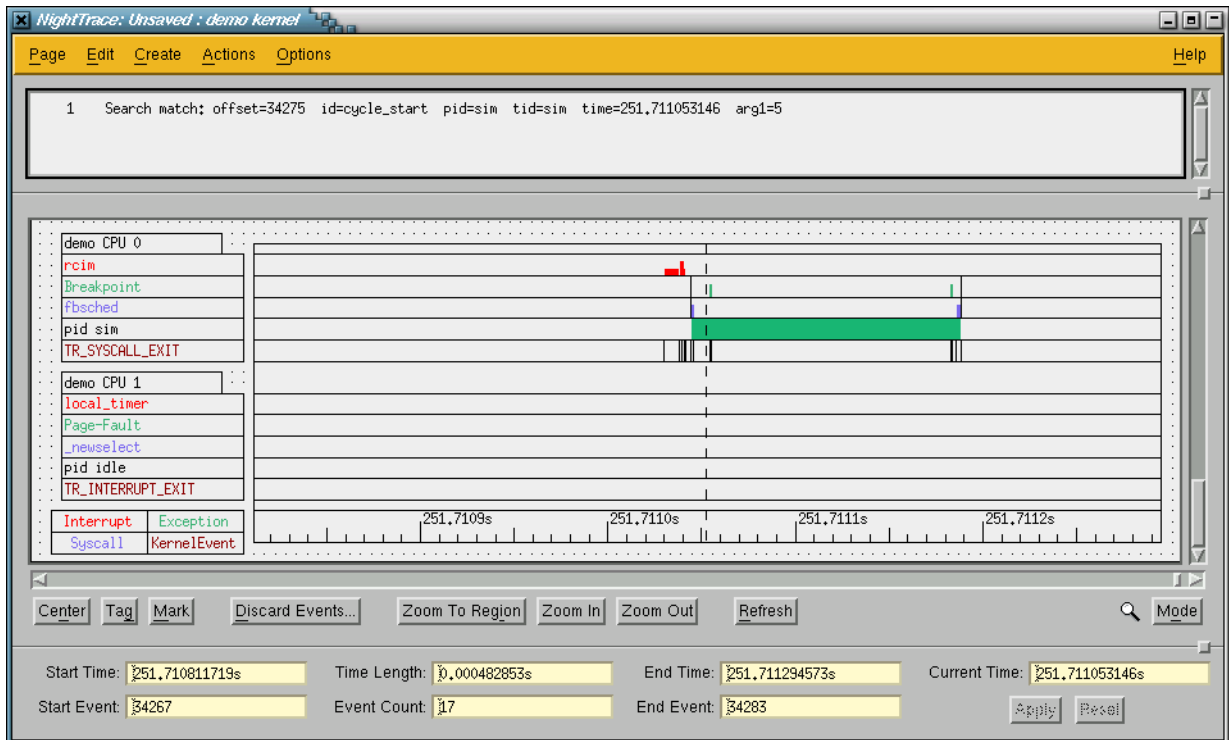 NightTrace: Unsaved : demo kernel
Page Edit Create Actions Options Help
1 Search match: offset=34275 id=cycle_start pid=sim tid=sim time=251.711053146 arg1=5
demo CPU 0
rcim
Breakpoint
fbsched
pid sim
TR_SYSCALL_EXIT
demo CPU 1
local_timer
Page-Fault
_newselect
pid idle
TR_INTERRUPT_EXIT
Interrupt Exception
Syscall KernelEvent
251.7109s 251.7110s 251.7111s 251.7112s
Center Tag Mark Discard Events... Zoom To Region Zoom In Zoom Out Refresh Mode
Start Time: 251.710811719s Time Length: 0.000482853s End Time: 251.711294573s Current Time: 251.711053146s
Start Event: 34267 Event Count: 17 End Event: 34283 Apply Reset